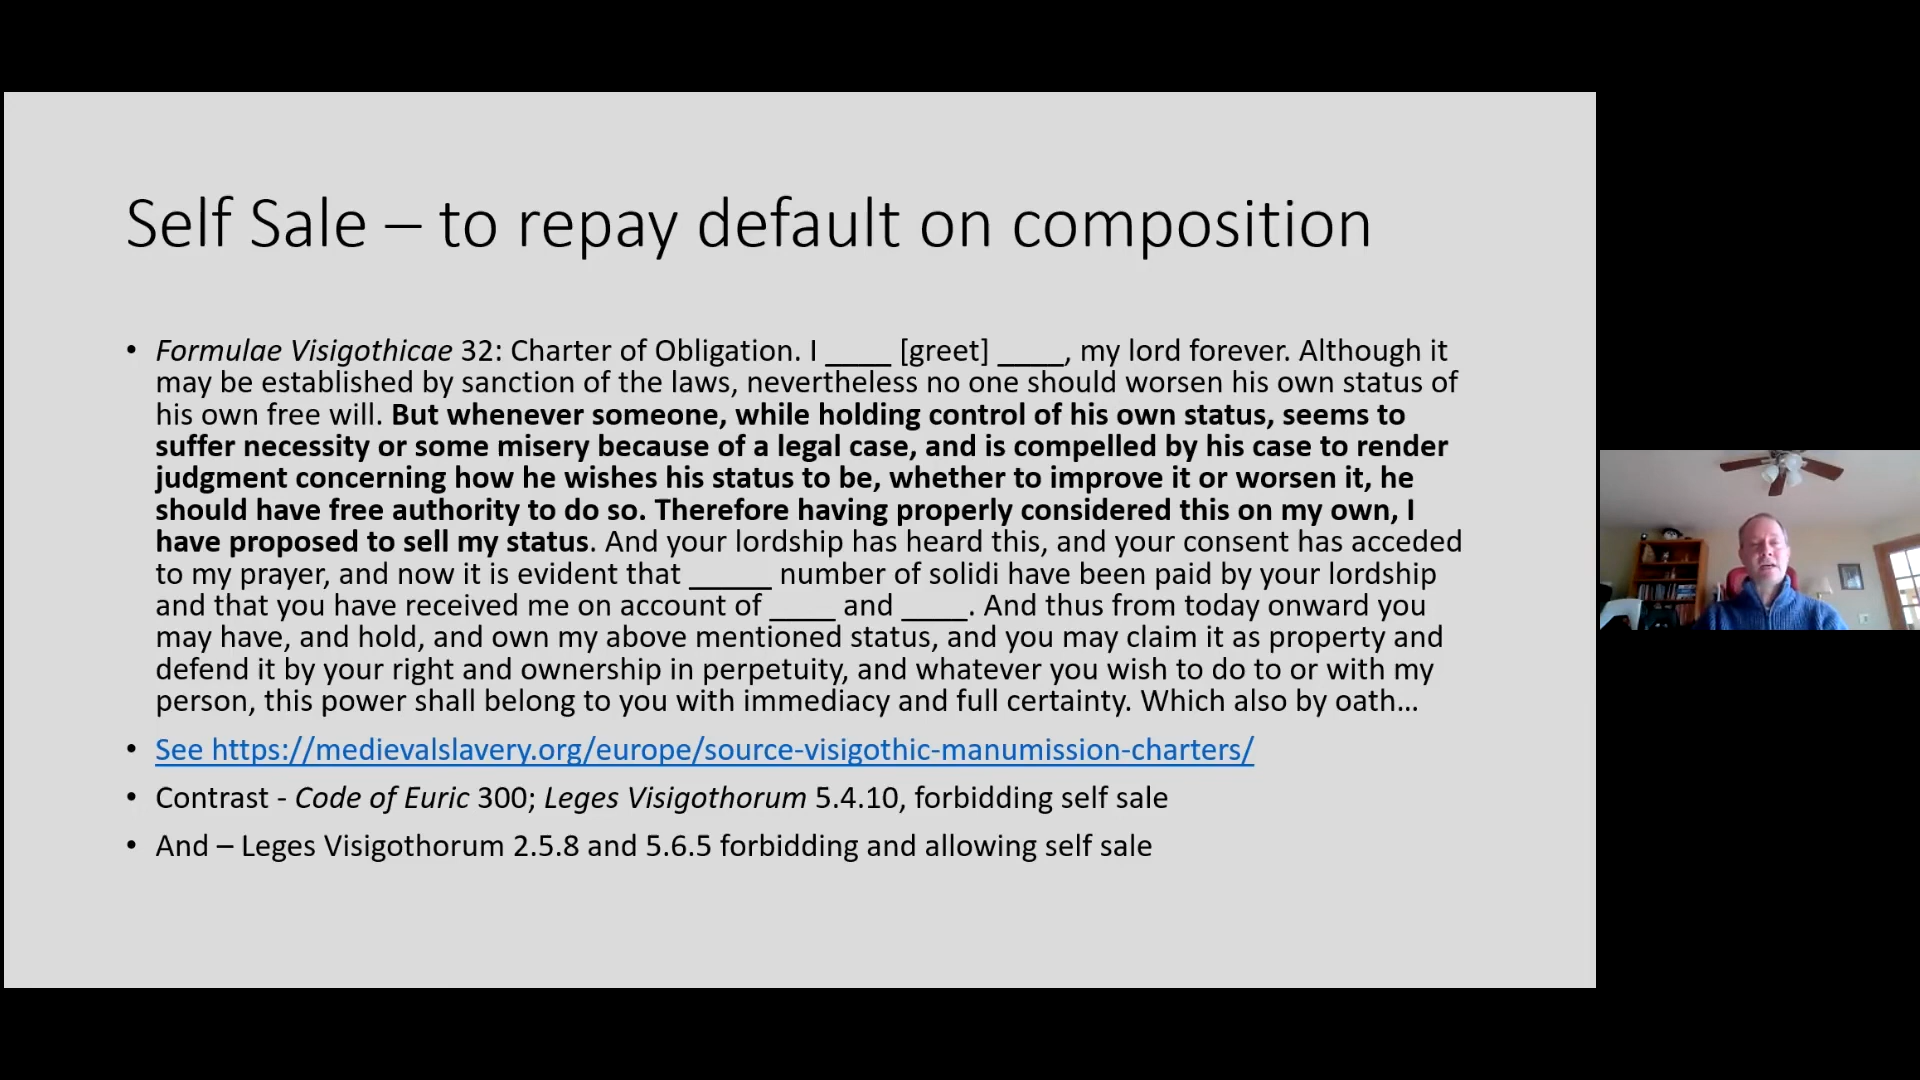 Self Sale – to repay default on composition
• Formulae Visigothicae 32: Charter of Obligation. I ____ [greet] ____, my lord forever. Although it
may be established by sanction of the laws, nevertheless no one should worsen his own status of
his own free will. But whenever someone, while holding control of his own status, seems to
suffer necessity or some misery because of a legal case, and is compelled by his case to render
judgment concerning how he wishes his status to be, whether to improve it or worsen it, he
should have free authority to do so. Therefore having properly considered this on my own, I
have proposed to sell my status. And your lordship has heard this, and your consent has acceded
to my prayer, and now it is evident that _____ number of solidi have been paid by your lordship
and that you have received me on account of ____ and ____. And thus from today onward you
may have, and hold, and own my above mentioned status, and you may claim it as property and
defend it by your right and ownership in perpetuity, and whatever you wish to do to or with my
person, this power shall belong to you with immediacy and full certainty. Which also by oath…
• See https://medievalslavery.org/europe/source-visigothic-manumission-charters/
• Contrast - Code of Euric 300; Leges Visigothorum 5.4.10, forbidding self sale
• And – Leges Visigothorum 2.5.8 and 5.6.5 forbidding and allowing self sale